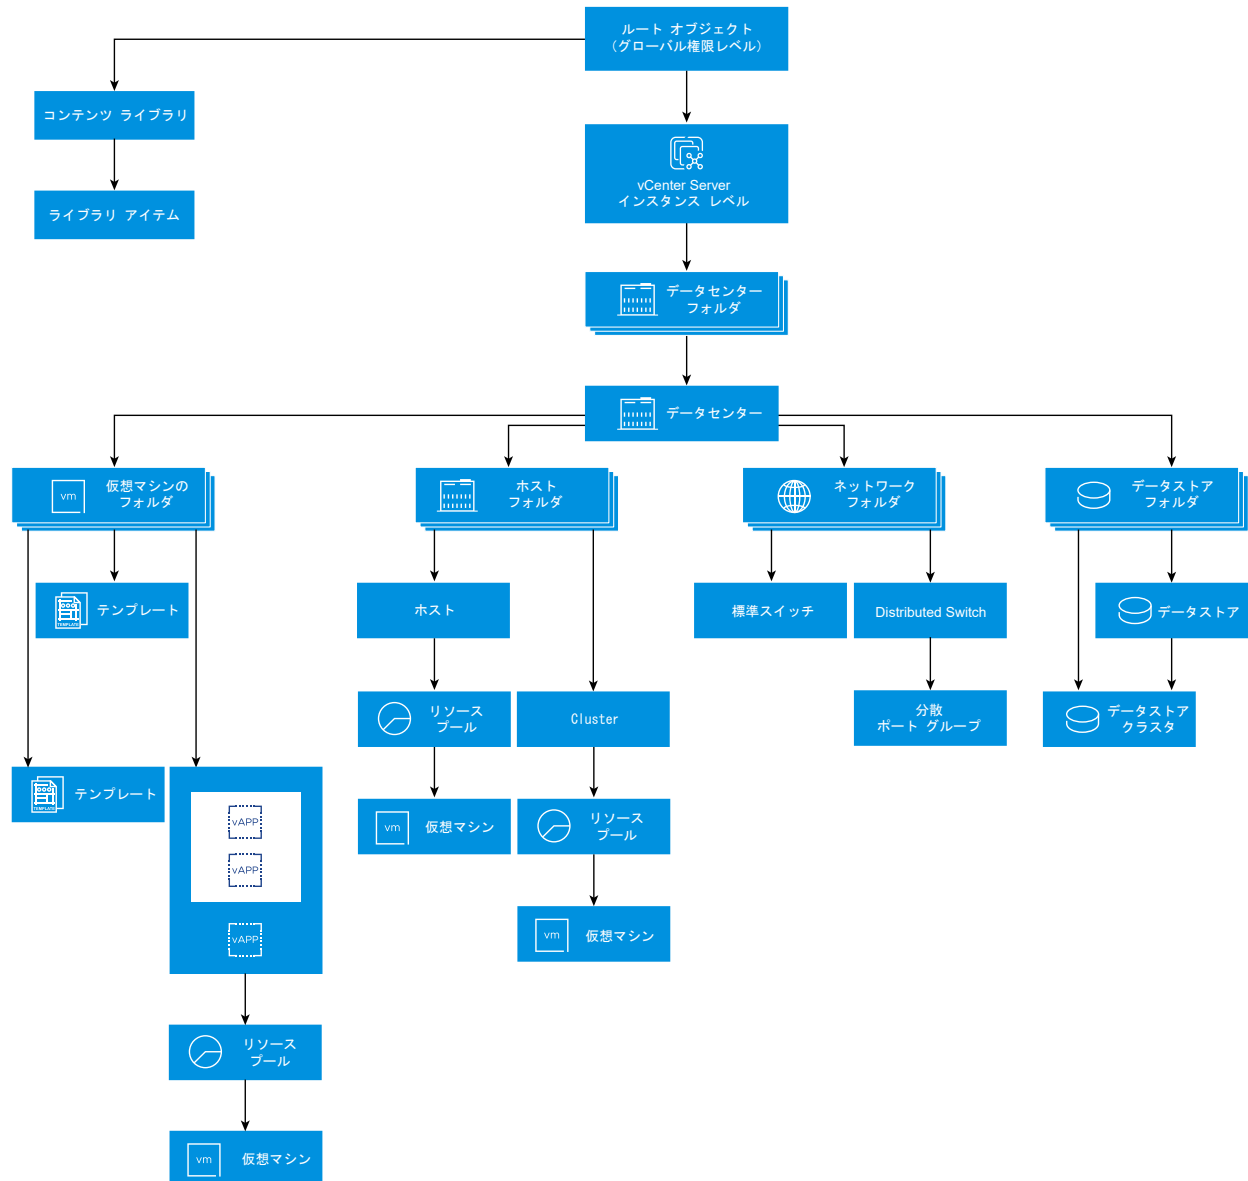 ルート オブジェクト
(グローバル権限レベル)
コンテンツ ライブラリ
ライブラリ アイテム
vCenter Server
インスタンス レベル
データセンター
フォルダ
データセンター
vm
仮想マシンの
フォルダ
ホスト
フォルダ
ネットワーク
フォルダ
データストア
フォルダ
TEMPLATE
テンプレート
ホスト
標準スイッチ
Distributed Switch
データストア
リソース
プール
Cluster
分散
ポート グループ
データストア
クラスタ
TEMPLATE
テンプレート
vAPP
vAPP
vAPP
vm
仮想マシン
リソース
プール
vm
仮想マシン
リソース
プール
vm
仮想マシン